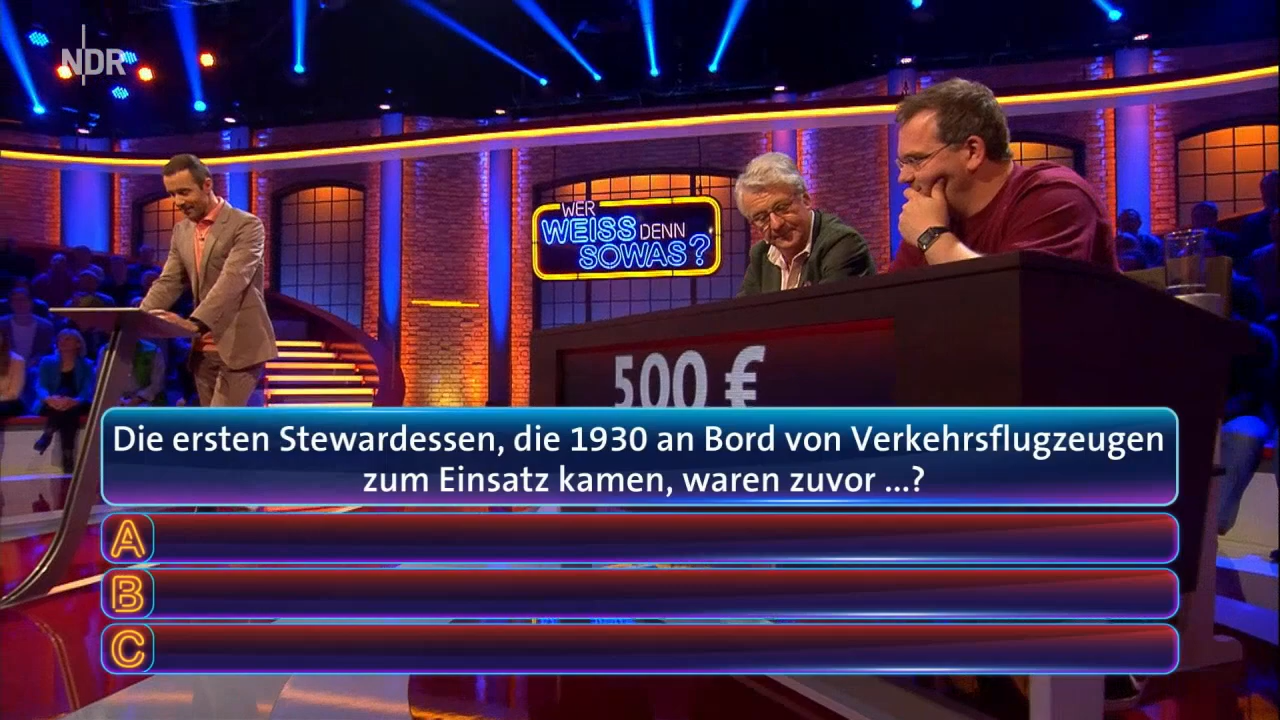 NDR
WER
WEISS DENN
SOWAS?
500 €
Die ersten Stewardessen, die 1930 an Bord von Verkehrsflugzeugen
zum Einsatz kamen, waren zuvor ...?
A
B
C